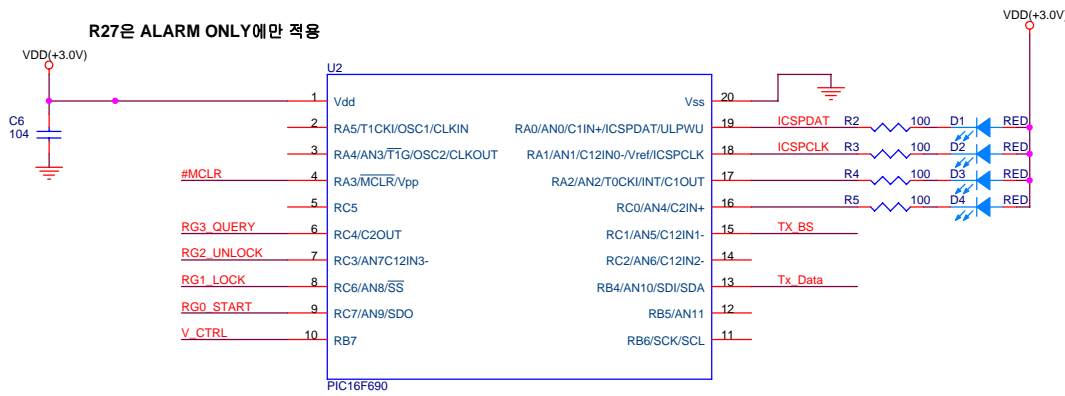 R27은 ALARM ONLY에만 적용
VDD(+3.0V)
VDD(+3.0V)
U2
C6
104
1 Vdd
Vss 20
2 RA5/T1CKI/OSC1/CLKIN
RA0/AN0/C1IN+/ICSPDAT/ULPWU 19 ICSPDAT R2 100 D1 RED
3 RA4/AN3/T1G/OSC2/CLKOUT
RA1/AN1/C12IN0-/Vref/ICSPCLK 18 ICSPCLK R3 100 D2 RED
#MCLR 4 RA3/MCLR/Vpp
RA2/AN2/T0CKI/INT/C1OUT 17 R4 100 D3 RED
5 RC5
RC0/AN4/C2IN+ 16 R5 100 D4 RED
RG3_QUERY 6 RC4/C2OUT
RC1/AN5/C12IN1- 15 TX_BS
RG2_UNLOCK 7 RC3/AN7C12IN3-
RC2/AN6/C12IN2- 14
RG1_LOCK 8 RC6/AN8/SS
RB4/AN10/SDI/SDA 13 Tx_Data
RG0_START 9 RC7/AN9/SDO
RB5/AN11 12
V_CTRL 10 RB7
RB6/SCK/SCL 11
PIC16F690